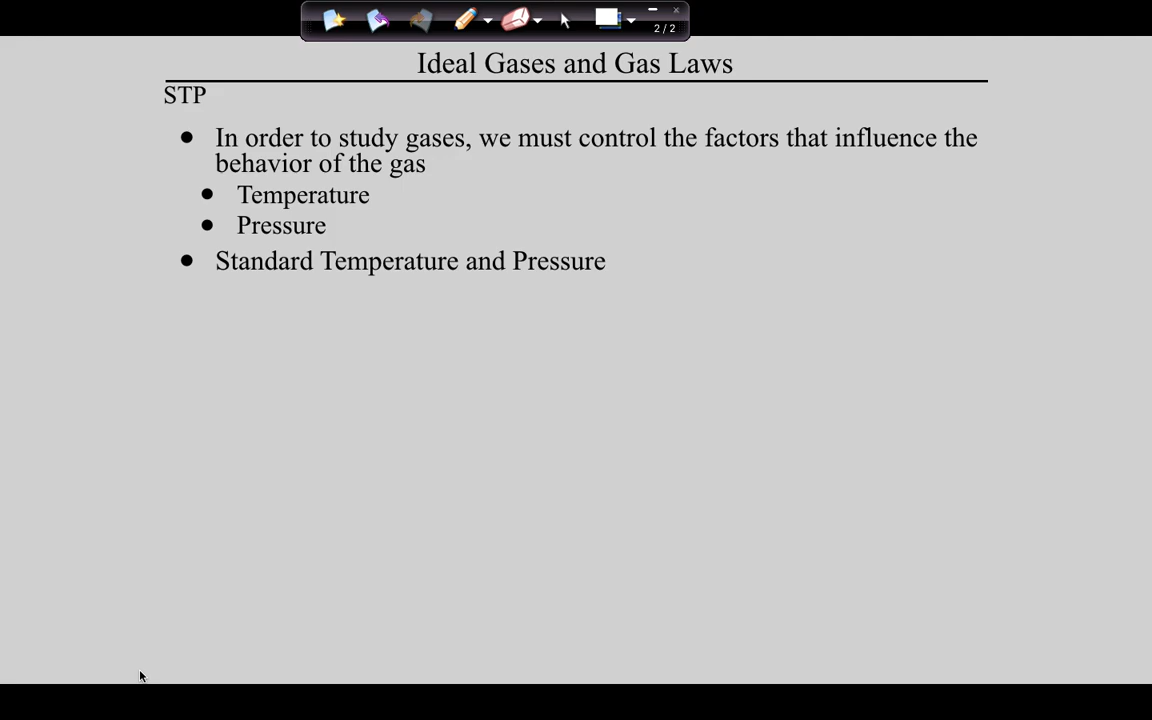 2 / 2
Ideal Gases and Gas Laws
STP
● In order to study gases, we must control the factors that influence the
behavior of the gas
● Temperature
● Pressure
● Standard Temperature and Pressure